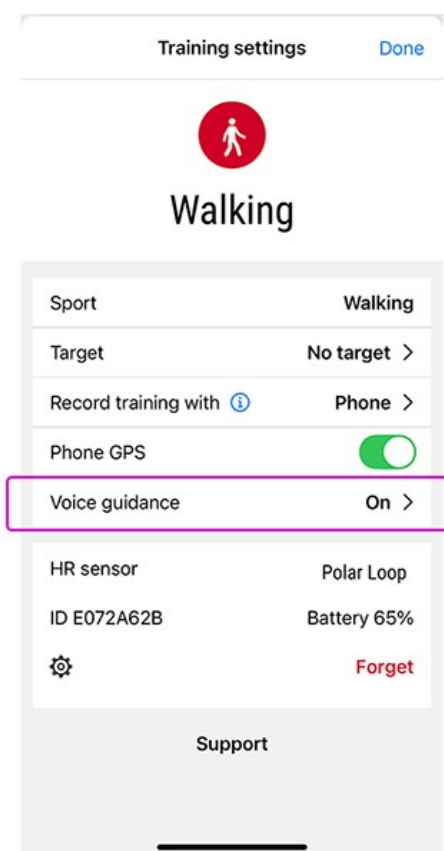 Training settings Done
Walking
Sport Walking
Target No target >
Record training with Phone >
Phone GPS
Voice guidance On >
HR sensor Polar Loop
ID E072A62B Battery 65%
Forget
Support